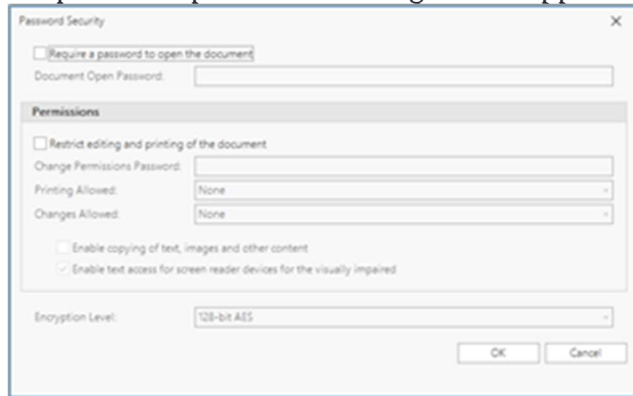 Password Security
Require a password to open the document
Document Open Password:
Permissions
Restrict editing and printing of the document
Change Permissions Password:
Printing Allowed: None
Changes Allowed: None
Enable copying of text, images and other content
Enable text access for screen reader devices for the visually impaired
Encryption Level: 128-bit AES
OK Cancel